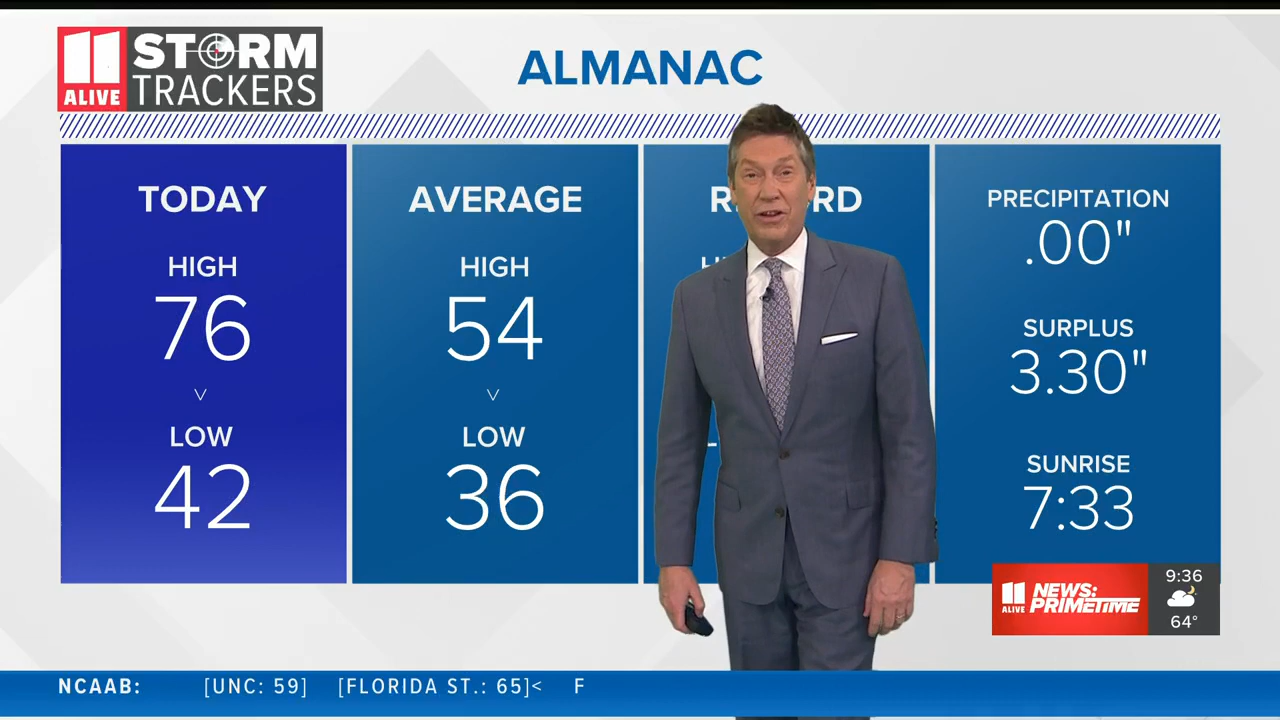 11 ALIVE
STORM
TRACKERS
ALMANAC
TODAY
HIGH
76
LOW
42
AVERAGE
HIGH
54
LOW
36
PRECIPITATION
.00"
SURPLUS
3.30"
SUNRISE
7:33
11 ALIVE
NEWS:
PRIMETIME
9:36
64°
NCAAB: [UNC: 59] [FLORIDA ST.: 65]< F